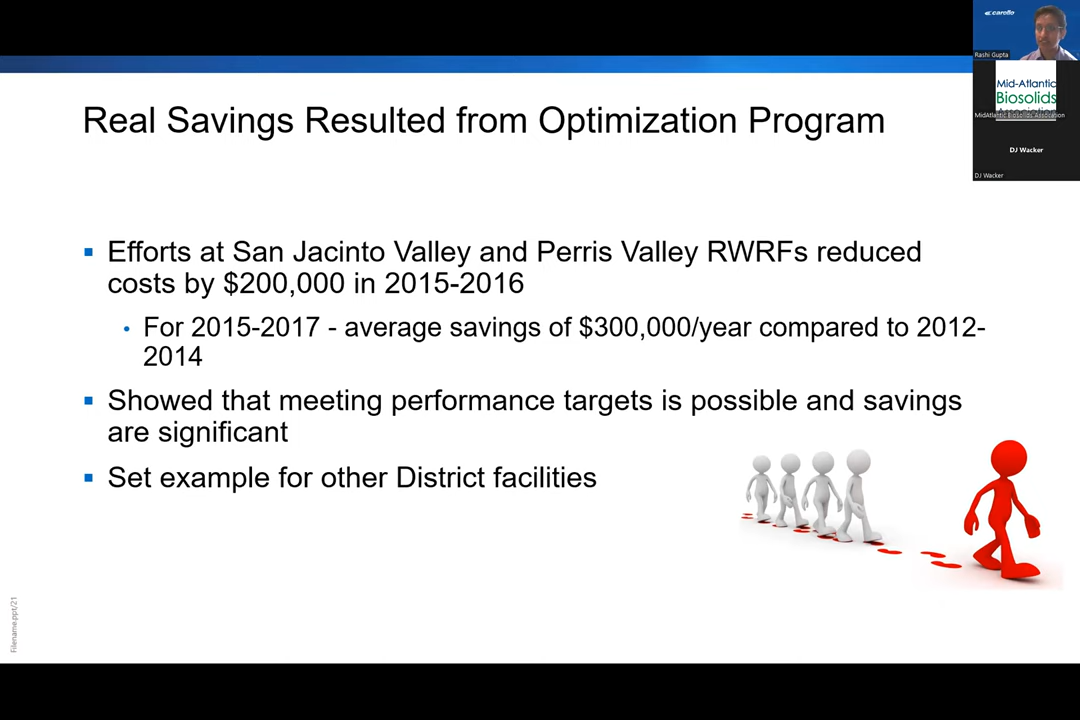 carollo
Rashi Gupta
Mid-Atlantic
Biosolids
Association
MidAtlantic Biosolids Association
DJ Wacker
DJ Wacker
Real Savings Resulted from Optimization Program
▪ Efforts at San Jacinto Valley and Perris Valley RWRFs reduced
costs by $200,000 in 2015-2016
• For 2015-2017 - average savings of $300,000/year compared to 2012-
2014
▪ Showed that meeting performance targets is possible and savings
are significant
▪ Set example for other District facilities
Filename.ppt/21